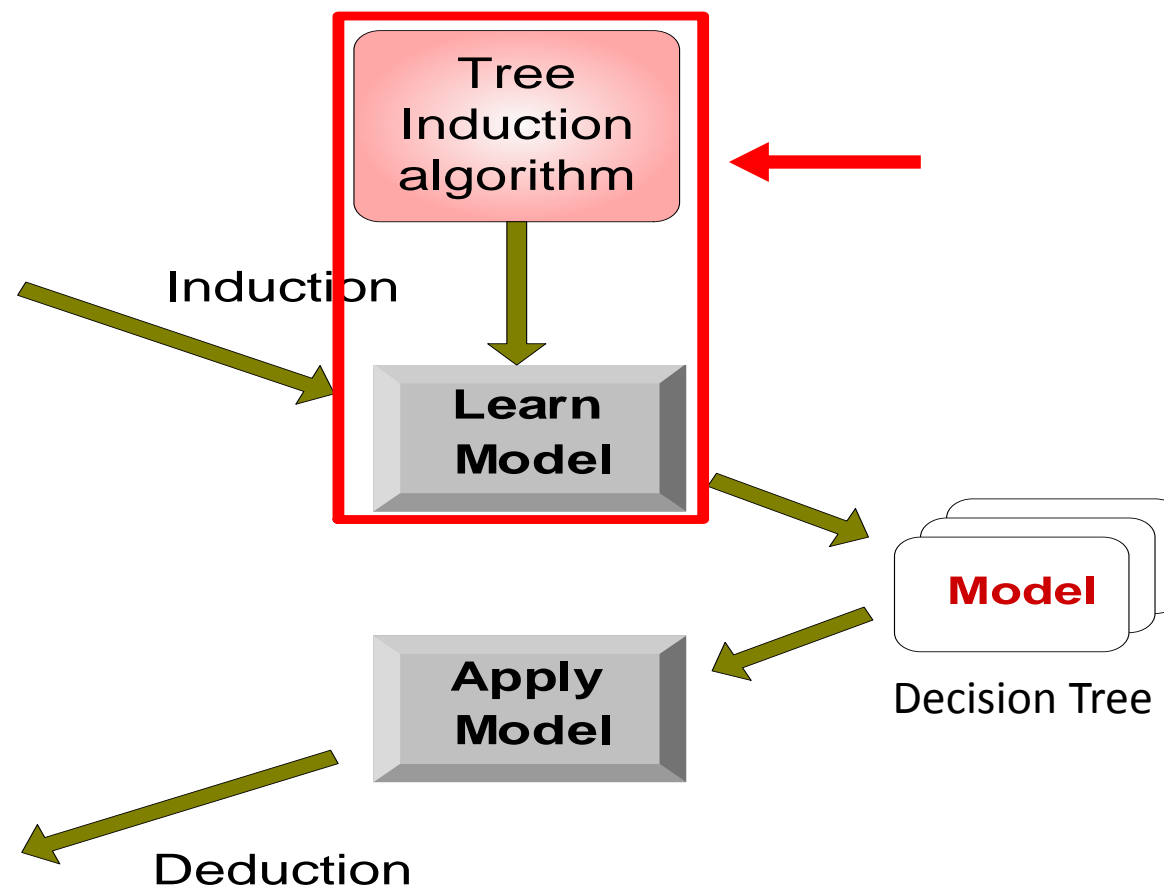 Tree
Induction
algorithm
Induction
Learn
Model
Model
Decision Tree
Apply
Model
Deduction